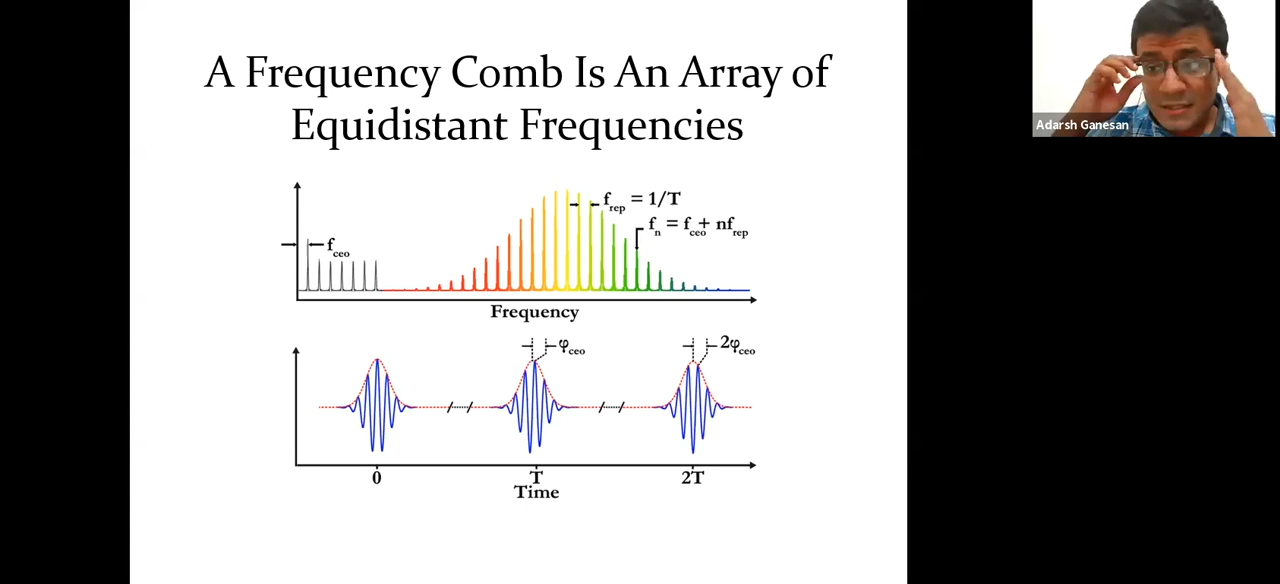 A Frequency Comb Is An Array of
Equidistant Frequencies
Adarsh Ganesan
f_rep = 1/T
f_n = f_ceo + nf_rep
f_ceo
Frequency
φ_ceo
2φ_ceo
0
T
2T
Time